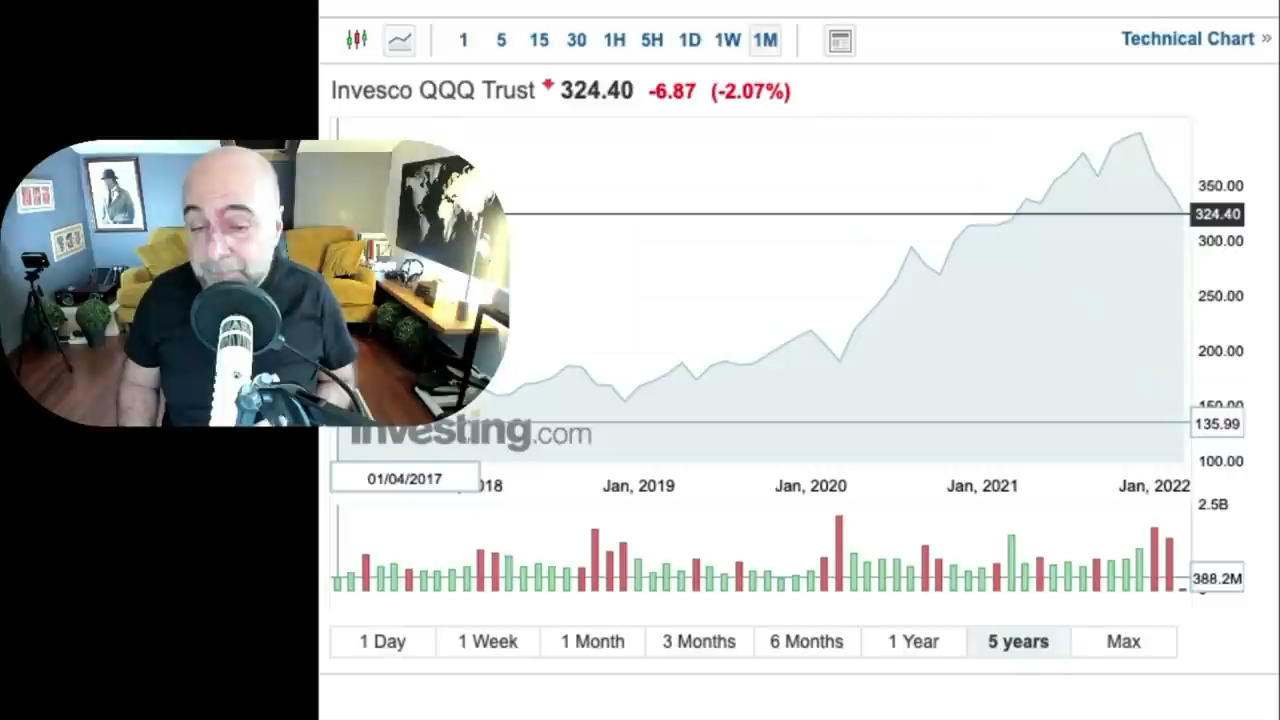 1 5 15 30 1H 5H 1D 1W 1M Technical Chart »
Invesco QQQ Trust 324.40 -6.87 (-2.07%)
350.00
324.40
300.00
250.00
200.00
150.00
135.99
investing.com
100.00
01/04/2017 018 Jan, 2019 Jan, 2020 Jan, 2021 Jan, 2022
2.5B
388.2M
1 Day 1 Week 1 Month 3 Months 6 Months 1 Year 5 years Max